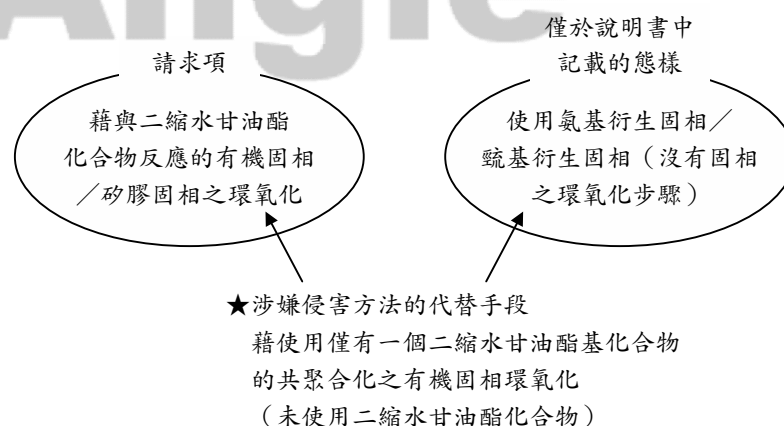 Angle
請求項
藉與二縮水甘油酯
化合物反應的有機固相
／矽膠固相之環氧化
僅於說明書中
記載的態樣
使用氨基衍生固相／
巰基衍生固相（沒有固相
之環氧化步驟）
★涉嫌侵害方法的代替手段
藉使用僅有一個二縮水甘油酯基化合物
的共聚合化之有機固相環氧化
（未使用二縮水甘油酯化合物）